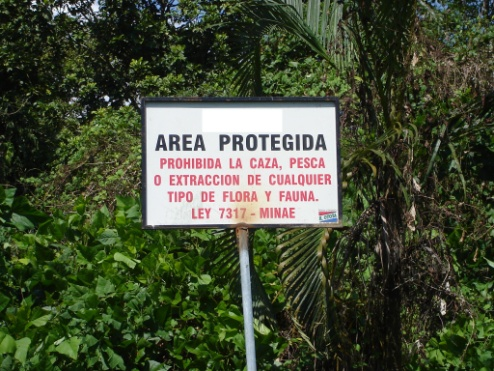 AREA PROTEGIDA
PROHIBIDA LA CAZA, PESCA
O EXTRACCION DE CUALQUIER
TIPO DE FLORA Y FAUNA.
LEY 7317 - MINAE